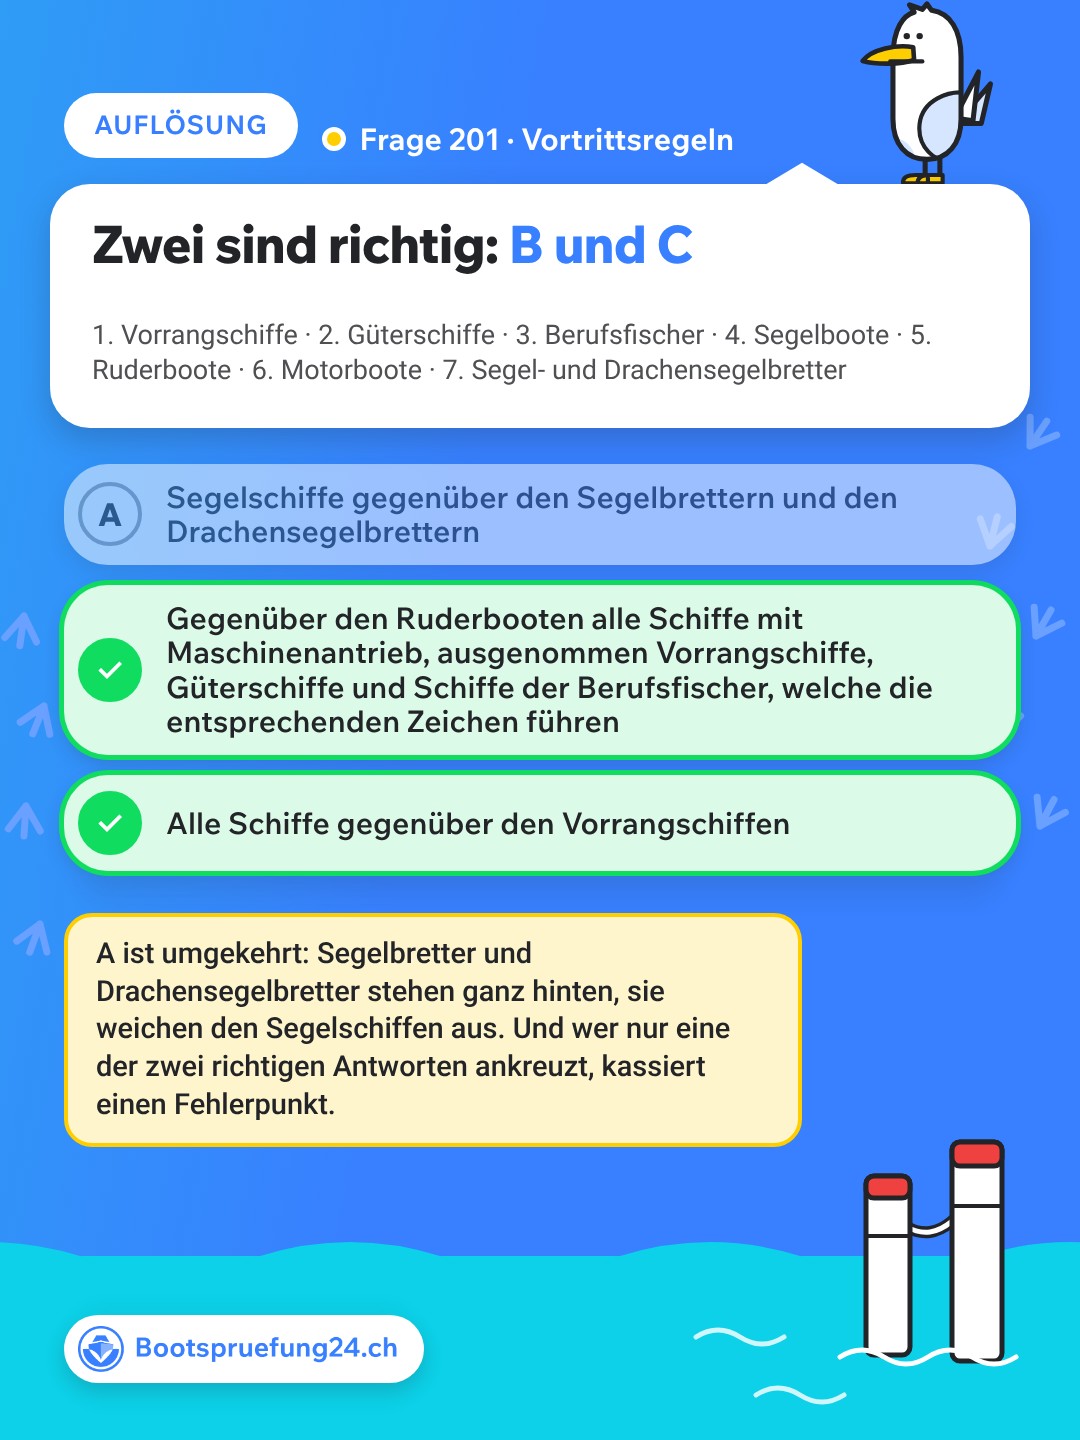 AUFLÖSUNG
Frage 201 · Vortrittsregeln
Zwei sind richtig: B und C
1. Vorrangschiffe · 2. Güterschiffe · 3. Berufsfischer · 4. Segelboote · 5.
Ruderboote · 6. Motorboote · 7. Segel- und Drachensegelbretter
A
Segelschiffe gegenüber den Segelbrettern und den
Drachensegelbrettern
Gegenüber den Ruderbooten alle Schiffe mit
Maschinenantrieb, ausgenommen Vorrangschiffe,
Güterschiffe und Schiffe der Berufsfischer, welche die
entsprechenden Zeichen führen
Alle Schiffe gegenüber den Vorrangschiffen
A ist umgekehrt: Segelbretter und
Drachensegelbretter stehen ganz hinten, sie
weichen den Segelschiffen aus. Und wer nur eine
der zwei richtigen Antworten ankreuzt, kassiert
einen Fehlerpunkt.
Bootspruefung24.ch